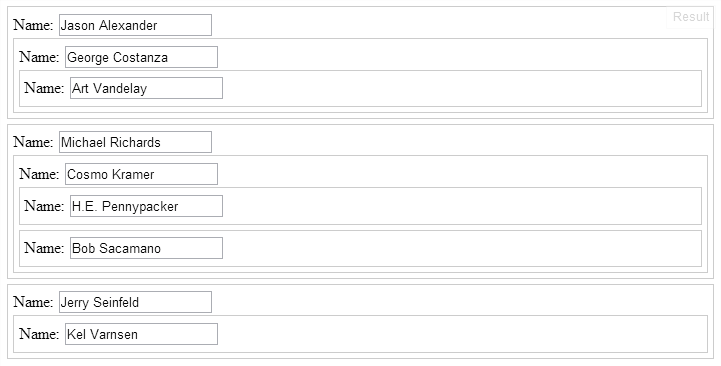 Result
Name: Jason Alexander
Name: George Costanza
Name: Art Vandelay
Name: Michael Richards
Name: Cosmo Kramer
Name: H.E. Pennypacker
Name: Bob Sacamano
Name: Jerry Seinfeld
Name: Kel Varnsen